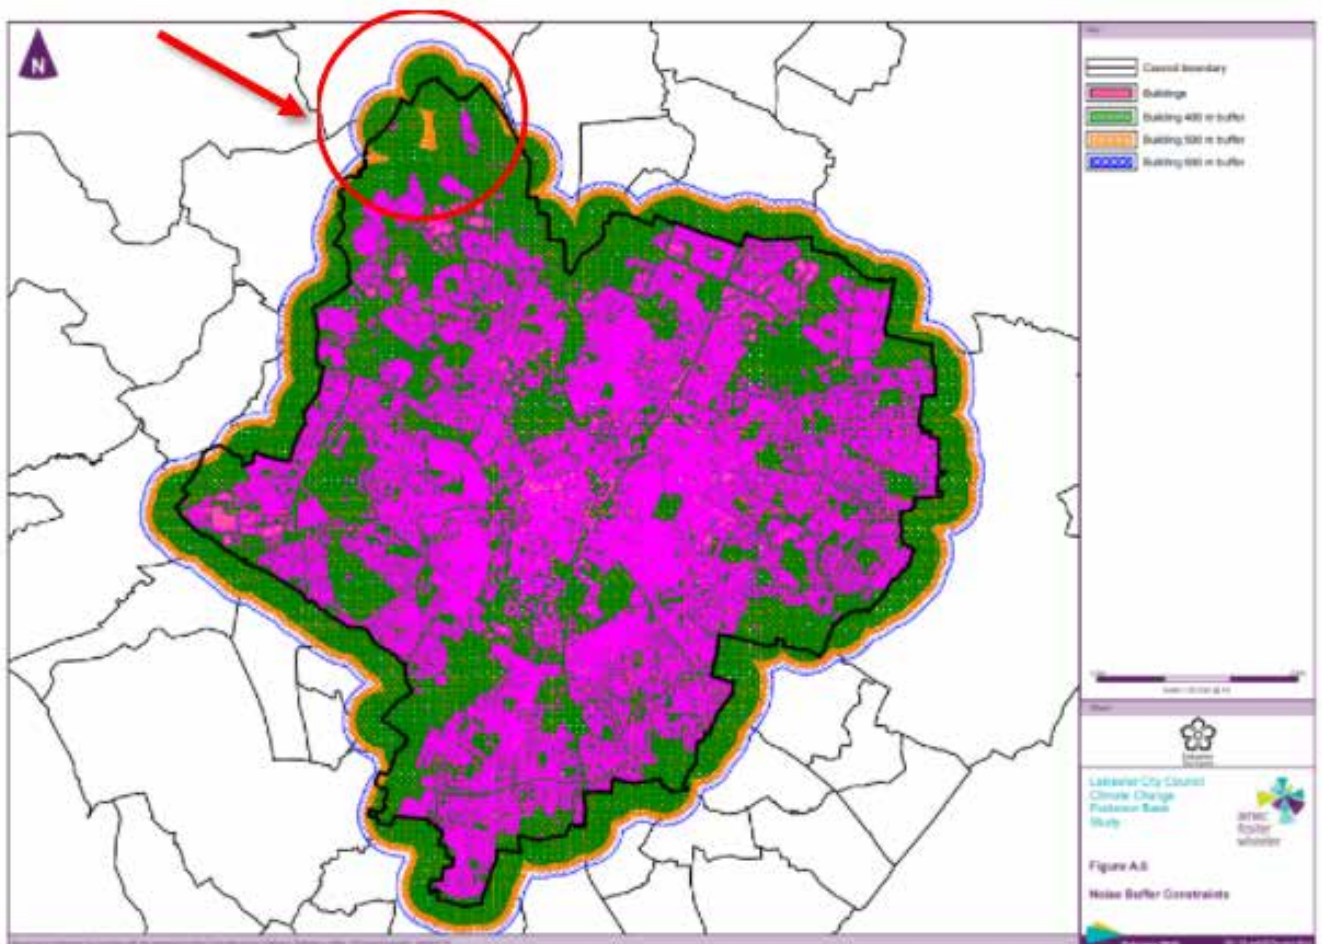 N
Council boundary
Buildings
Building 400 m buffer
Building 500 m buffer
Building 600 m buffer
Leicester City Council
Climate Change
Evidence Base
Study
amec
foster
wheeler
Figure A.6
Noise Buffer Constraints